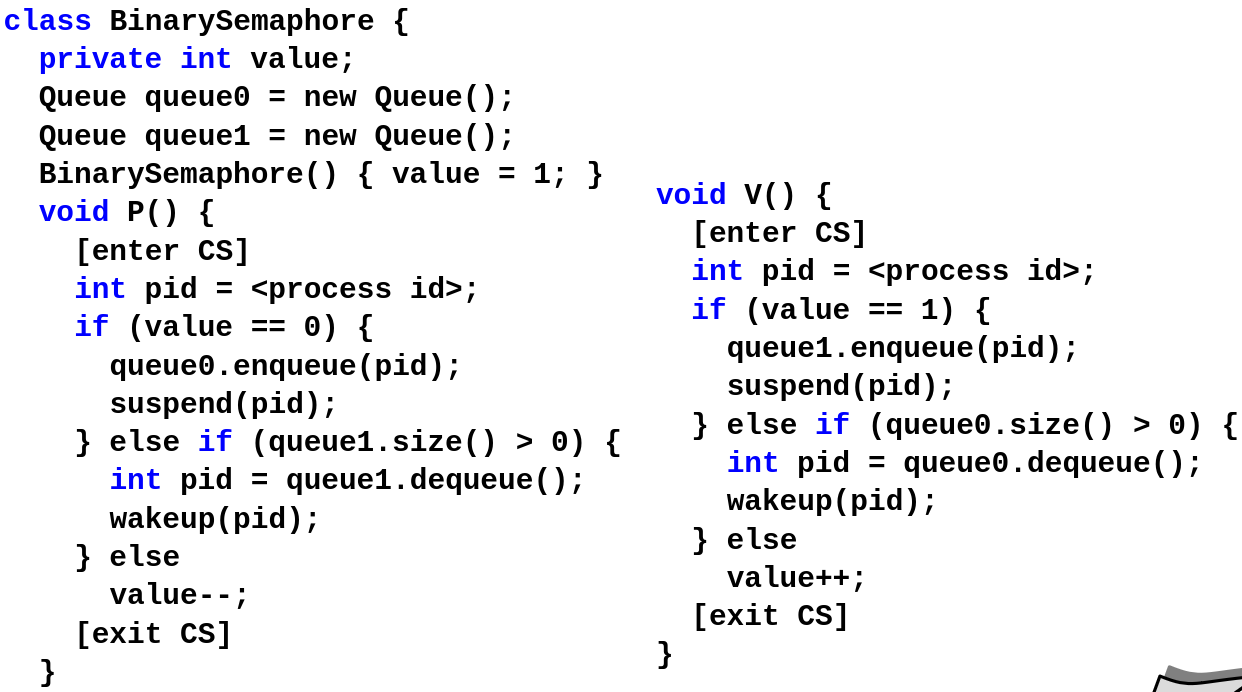 class BinarySemaphore {
  private int value;
  Queue queue0 = new Queue();
  Queue queue1 = new Queue();
  BinarySemaphore() { value = 1; }
  void P() {
    [enter CS]
    int pid = <process id>;
    if (value == 0) {
      queue0.enqueue(pid);
      suspend(pid);
    } else if (queue1.size() > 0) {
      int pid = queue1.dequeue();
      wakeup(pid);
    } else
      value--;
    [exit CS]
  }
void V() {
  [enter CS]
  int pid = <process id>;
  if (value == 1) {
    queue1.enqueue(pid);
    suspend(pid);
  } else if (queue0.size() > 0) {
    int pid = queue0.dequeue();
    wakeup(pid);
  } else
    value++;
  [exit CS]
}